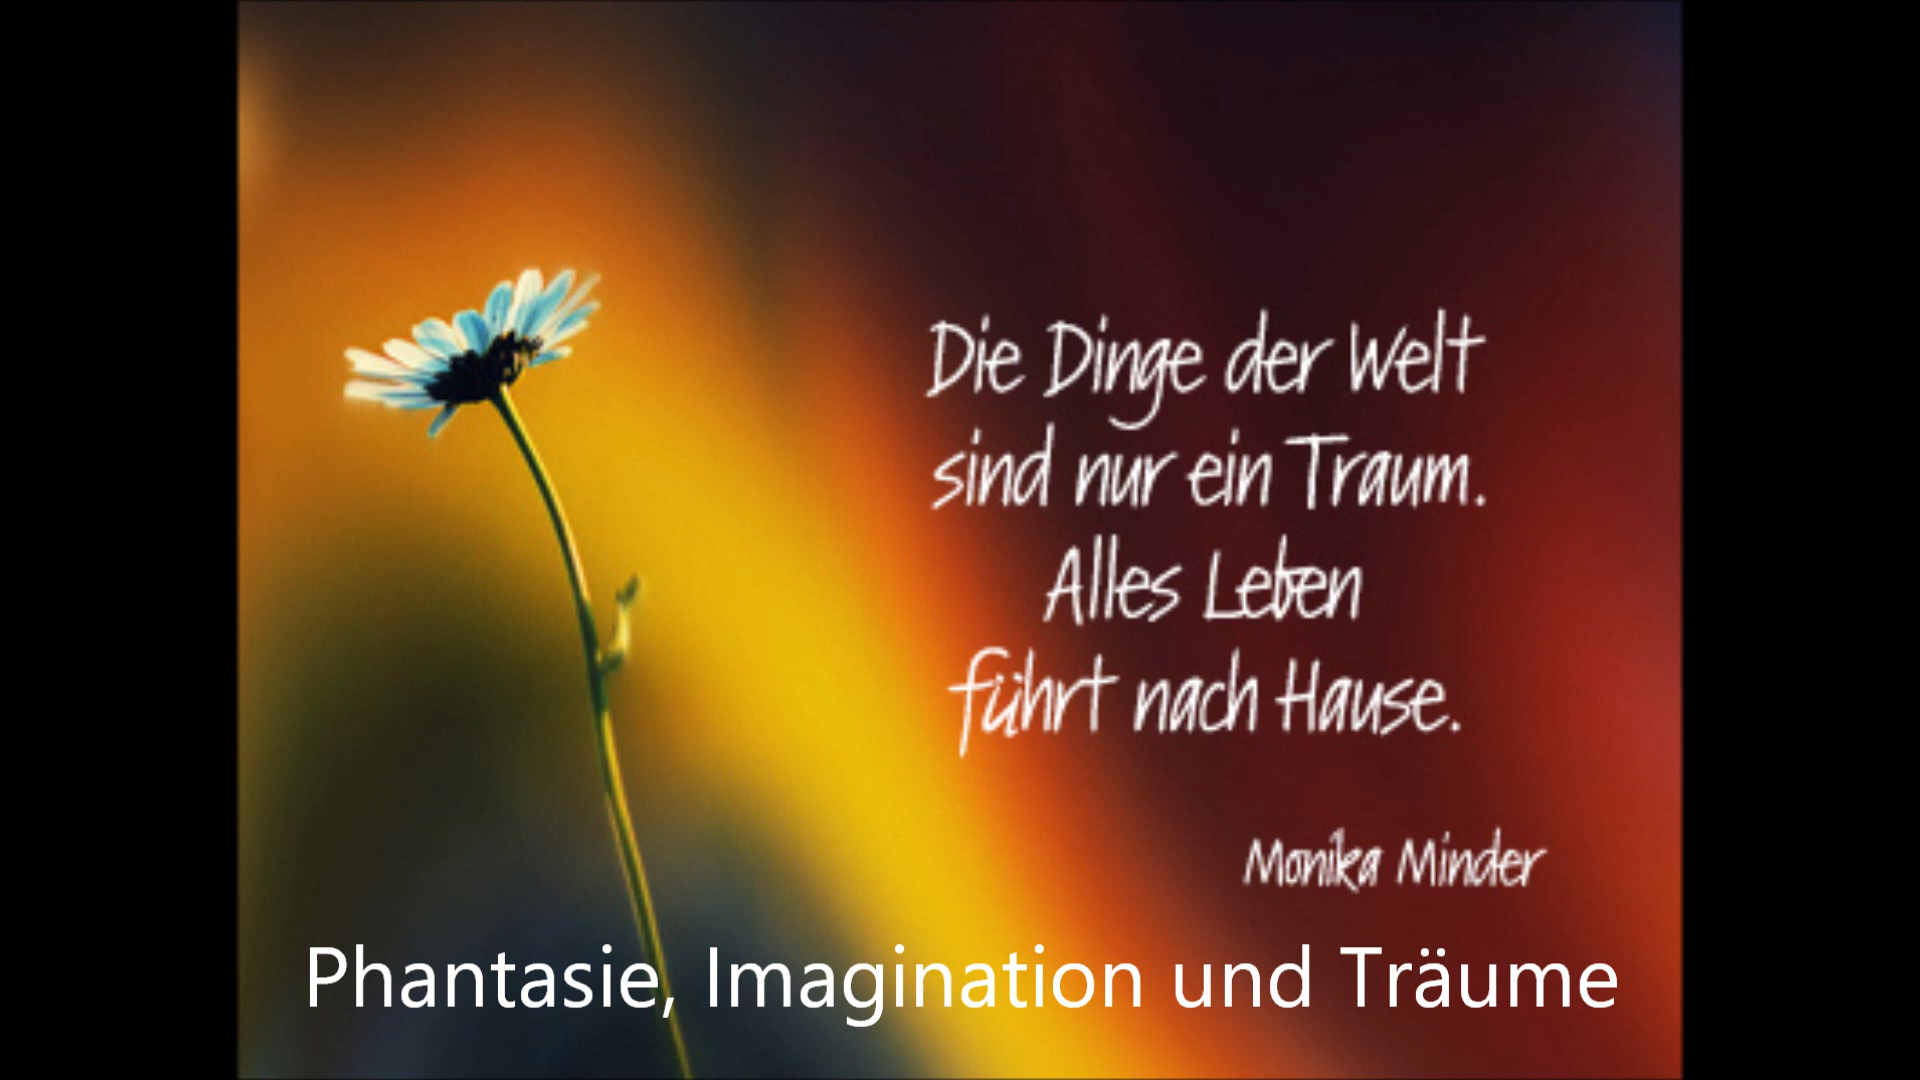 Die Dinge der Welt
sind nur ein Traum.
Alles Leben
führt nach Hause.
Monika Minder
Phantasie, Imagination und Träume